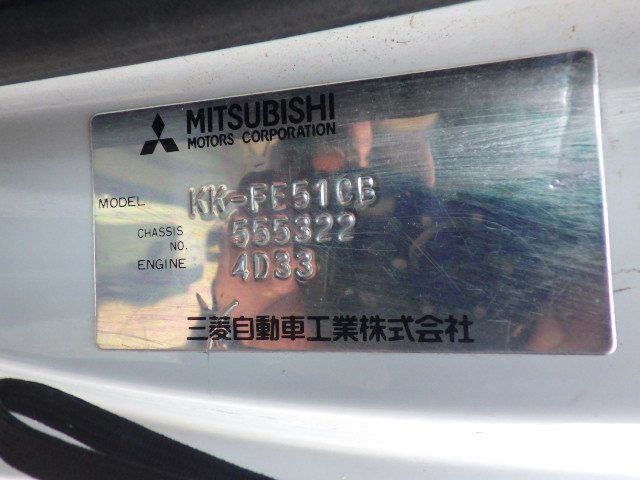 MITSUBISHI
MOTORS CORPORATION
MODEL KK-FE51CB
CHASSIS NO. 555322
ENGINE 4D33
三菱自動車工業株式会社